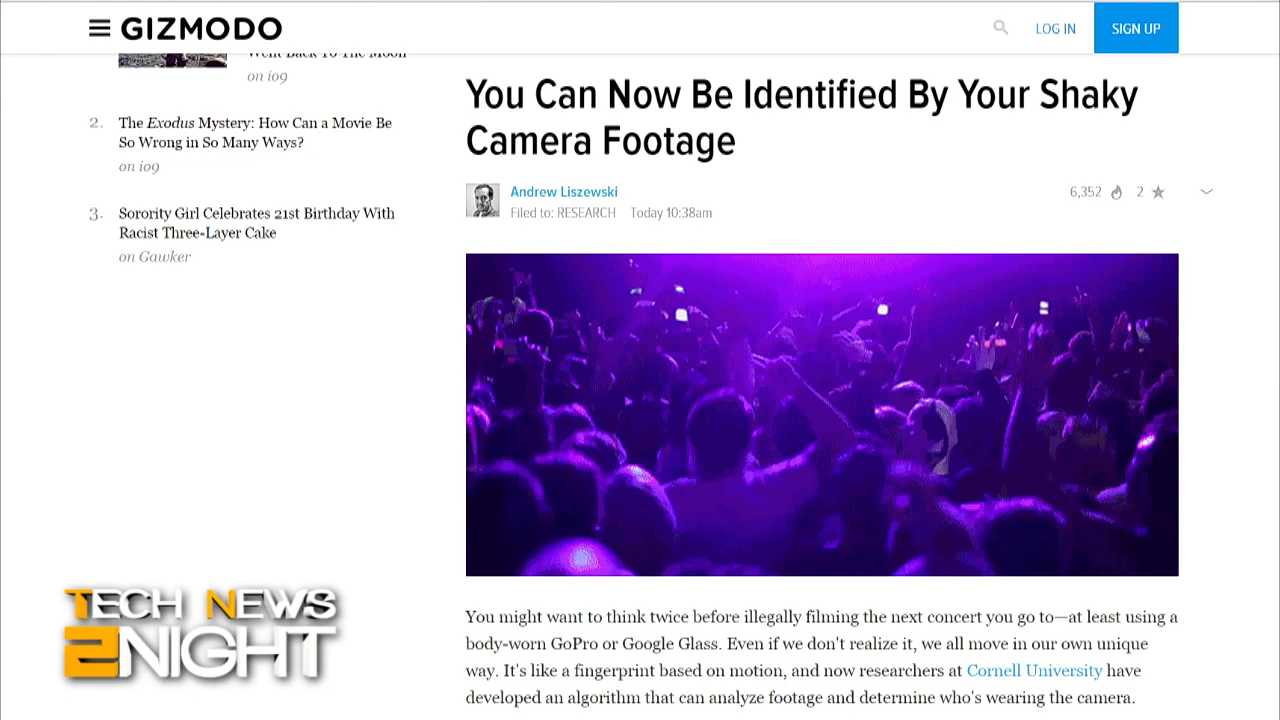 GIZMODO
LOG IN
SIGN UP
Went Back To The Moon
on io9
2. The Exodus Mystery: How Can a Movie Be
So Wrong in So Many Ways?
on io9
3. Sorority Girl Celebrates 21st Birthday With
Racist Three-Layer Cake
on Gawker
You Can Now Be Identified By Your Shaky
Camera Footage
Andrew Liszewski
6,352 2
Filed to: RESEARCH Today 10:38am
You might want to think twice before illegally filming the next concert you go to—at least using a
body-worn GoPro or Google Glass. Even if we don't realize it, we all move in our own unique
way. It's like a fingerprint based on motion, and now researchers at Cornell University have
developed an algorithm that can analyze footage and determine who's wearing the camera.
TECH NEWS
2NIGHT